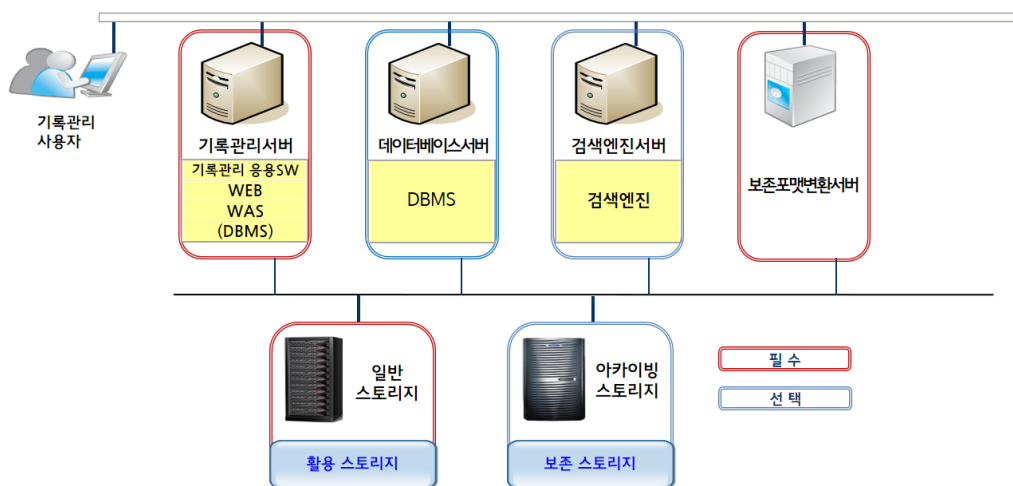 기록관리
사용자
기록관리서버
기록관리 응용SW
WEB
WAS
(DBMS)
데이터베이스서버
DBMS
검색엔진서버
검색엔진
보존포맷변환서버
일반
스토리지
활용 스토리지
아카이빙
스토리지
보존 스토리지
필 수
선 택